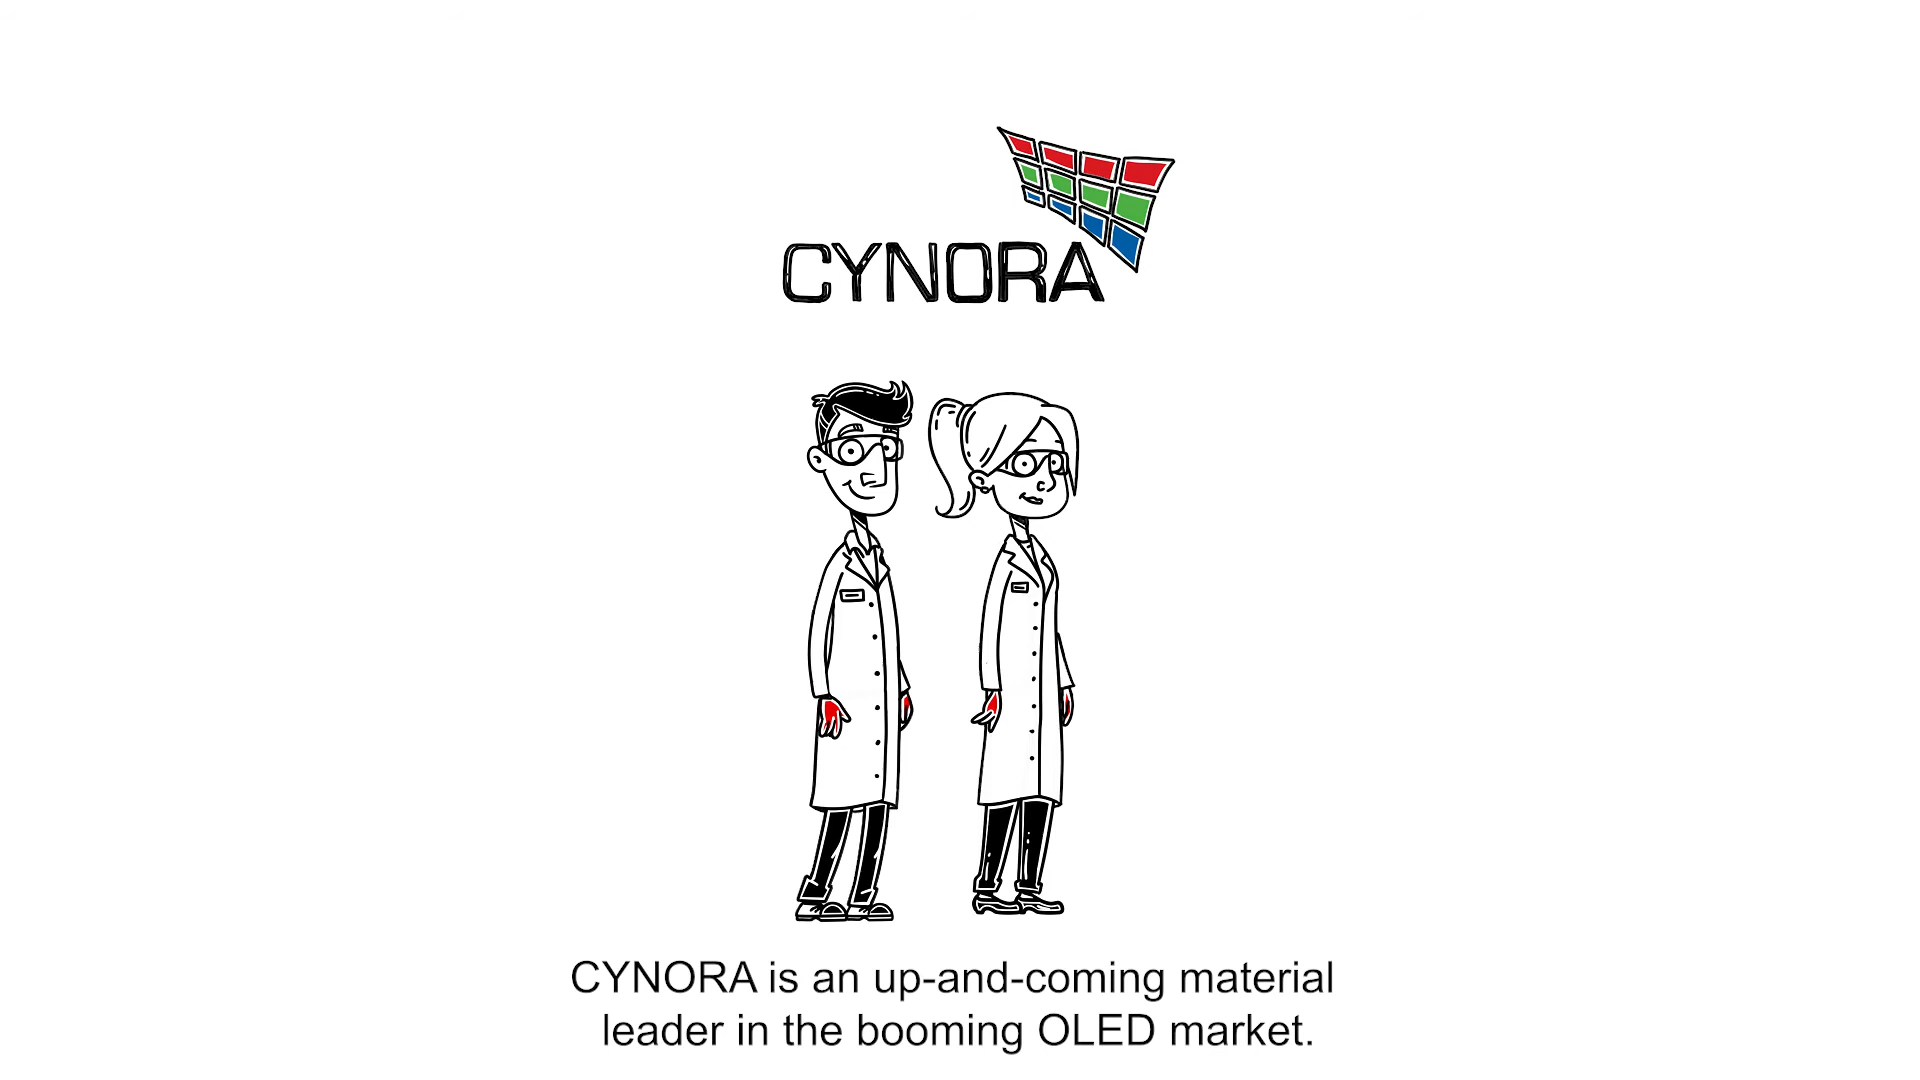 CYNORA
CYNORA is an up-and-coming material
leader in the booming OLED market.